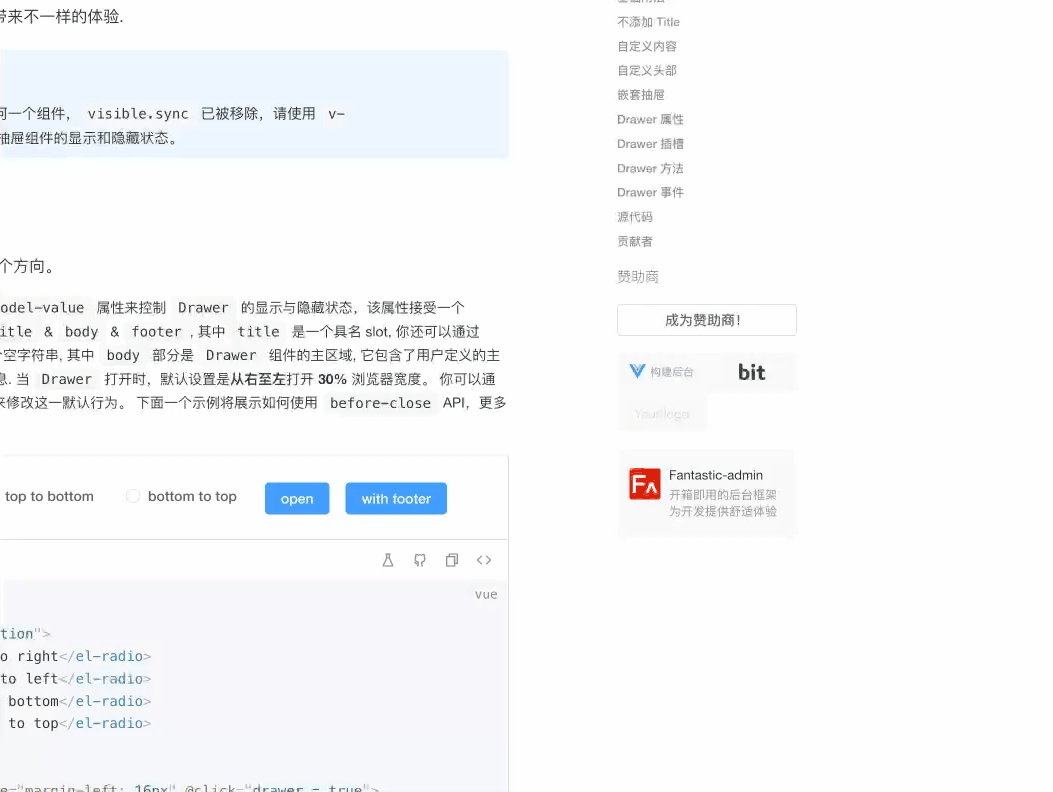 带来不一样的体验.
何一个组件， visible.sync 已被移除，请使用 v-
抽屉组件的显示和隐藏状态。
个方向。
odel-value 属性来控制 Drawer 的显示与隐藏状态，该属性接受一个
itle & body & footer , 其中 title 是一个具名 slot, 你还可以通过
个空字符串, 其中 body 部分是 Drawer 组件的主区域, 它包含了用户定义的主
息. 当 Drawer 打开时，默认设置是从右至左打开 30% 浏览器宽度。 你可以通
来修改这一默认行为。 下面一个示例将展示如何使用 before-close API，更多
top to bottom
bottom to top
open
with footer
vue
tion">
o right</el-radio>
to left</el-radio>
bottom</el-radio>
to top</el-radio>
e="margin-left: 16px" @click="drawer = true">
不添加 Title
自定义内容
自定义头部
嵌套抽屉
Drawer 属性
Drawer 插槽
Drawer 方法
Drawer 事件
源代码
贡献者
赞助商
成为赞助商！
构建后台
bit
Your logo
FA
Fantastic-admin
开箱即用的后台框架
为开发提供舒适体验